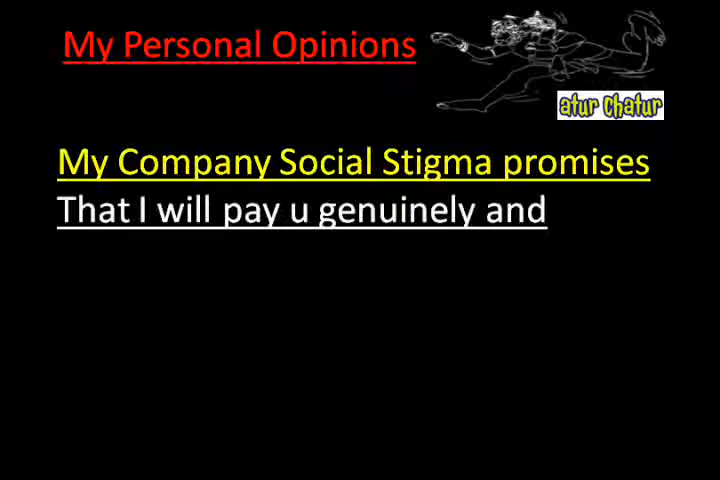 My Personal Opinions
atur chatur
My Company Social Stigma promises
That I will pay u genuinely and